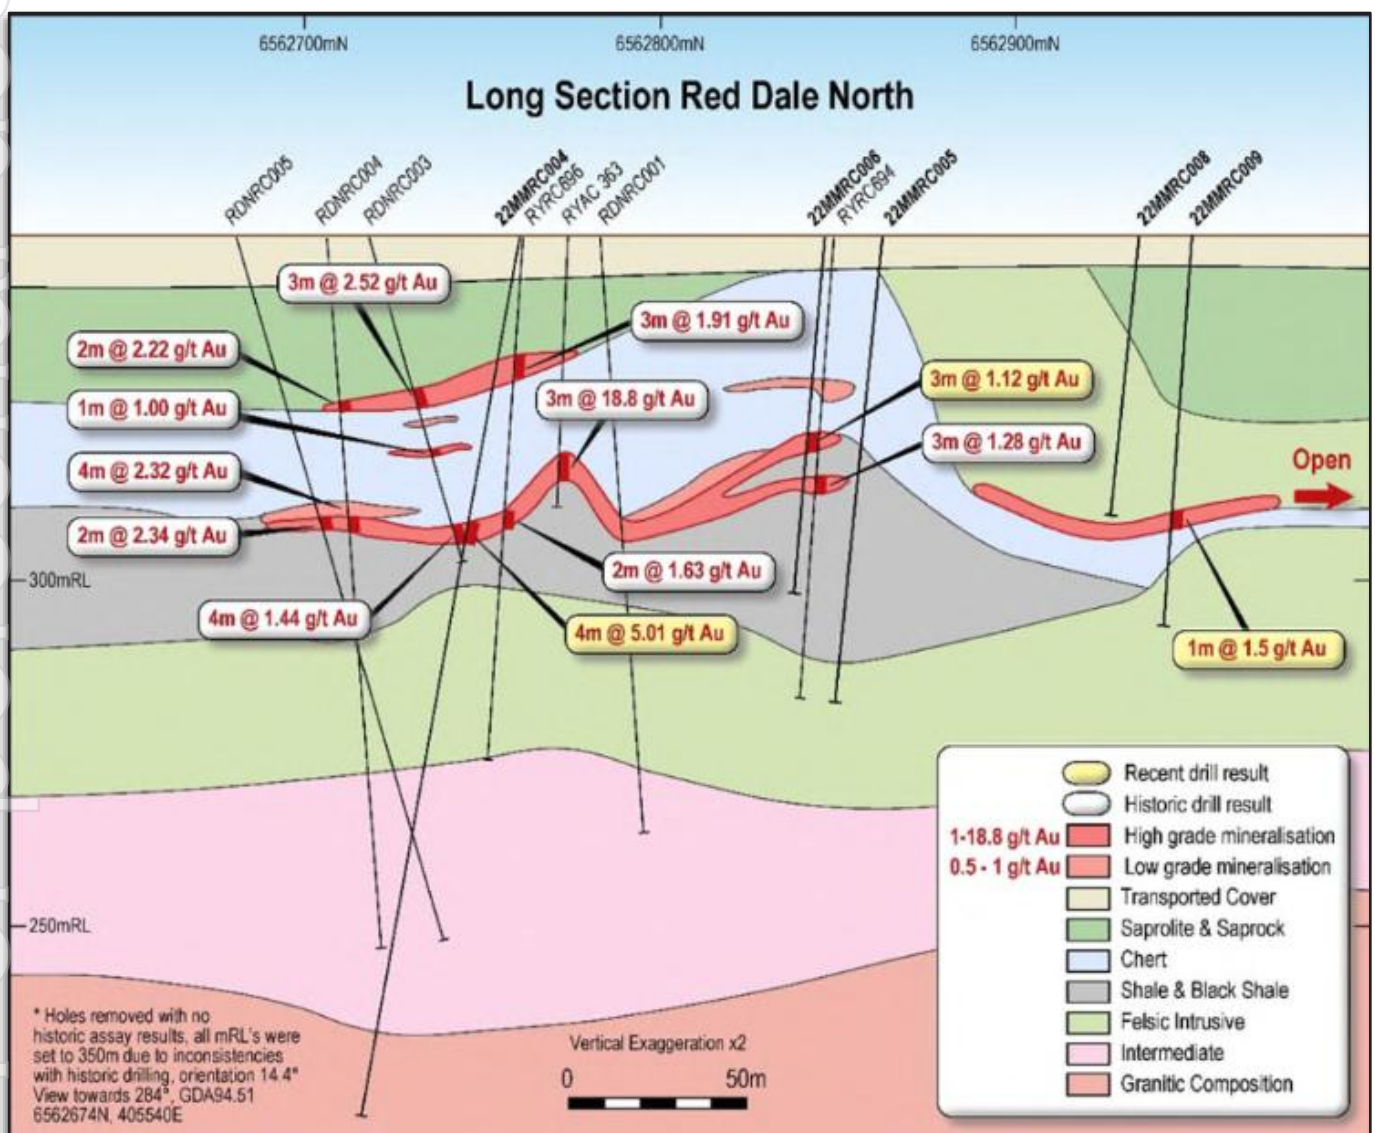 6562700mN 6562800mN 6562900mN
Long Section Red Dale North
RDNRC005 RDNRC004 RDNRC003 22MMRC004 RYRC696 RYAC 363 RDNRC001 22MMRC006 RYRC694 22MMRC005 22MMRC008 22MMRC009
3m @ 2.52 g/t Au
3m @ 1.91 g/t Au
2m @ 2.22 g/t Au
3m @ 1.12 g/t Au
3m @ 18.8 g/t Au
1m @ 1.00 g/t Au
3m @ 1.28 g/t Au
Open
4m @ 2.32 g/t Au
2m @ 2.34 g/t Au
2m @ 1.63 g/t Au
300mRL
4m @ 1.44 g/t Au
4m @ 5.01 g/t Au
1m @ 1.5 g/t Au
250mRL
Recent drill result
Historic drill result
1-18.8 g/t Au High grade mineralisation
0.5 - 1 g/t Au Low grade mineralisation
Transported Cover
Saprolite & Saprock
Chert
Shale & Black Shale
Felsic Intrusive
Intermediate
Granitic Composition
* Holes removed with no
historic assay results, all mRL's were
set to 350m due to inconsistencies
with historic drilling, orientation 14.4°
View towards 284°, GDA94.51
6562674N, 405540E
Vertical Exaggeration x2
0 50m